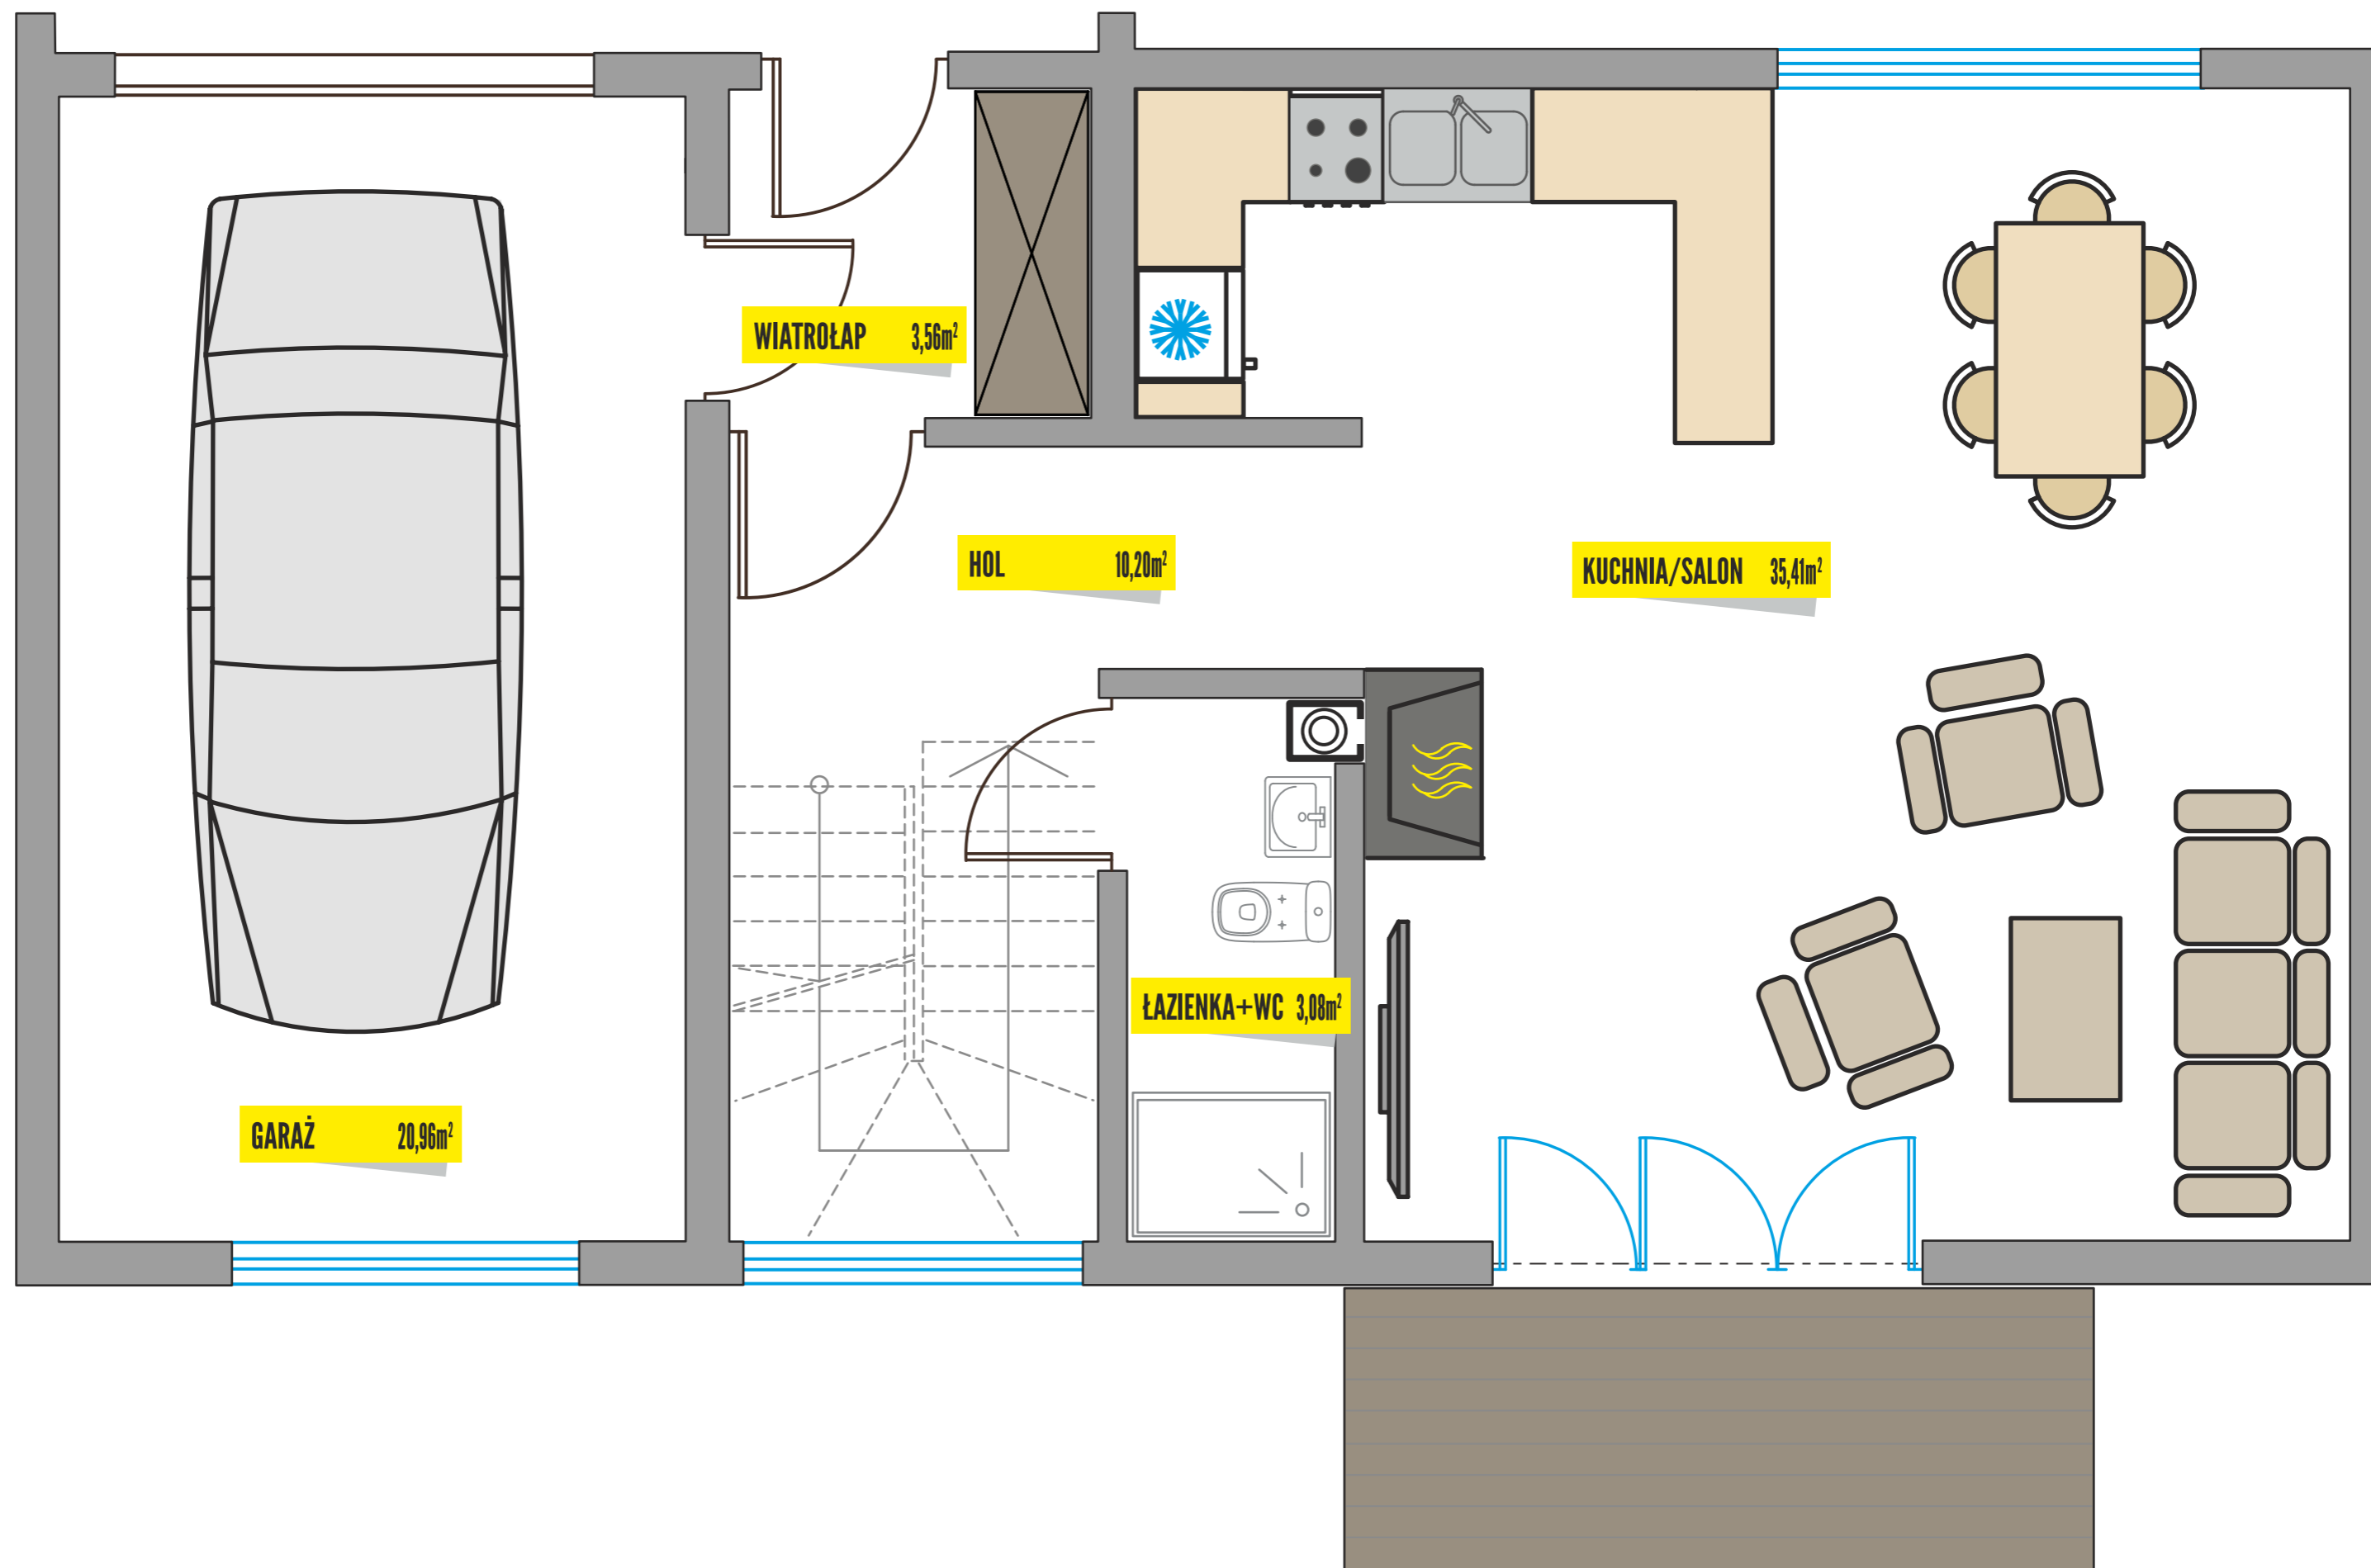 WIATROŁAP 3,56m²
HOL 10,20m²
KUCHNIA/SALON 35,41m²
ŁAZIENKA+WC 3,08m²
GARAŻ 20,96m²